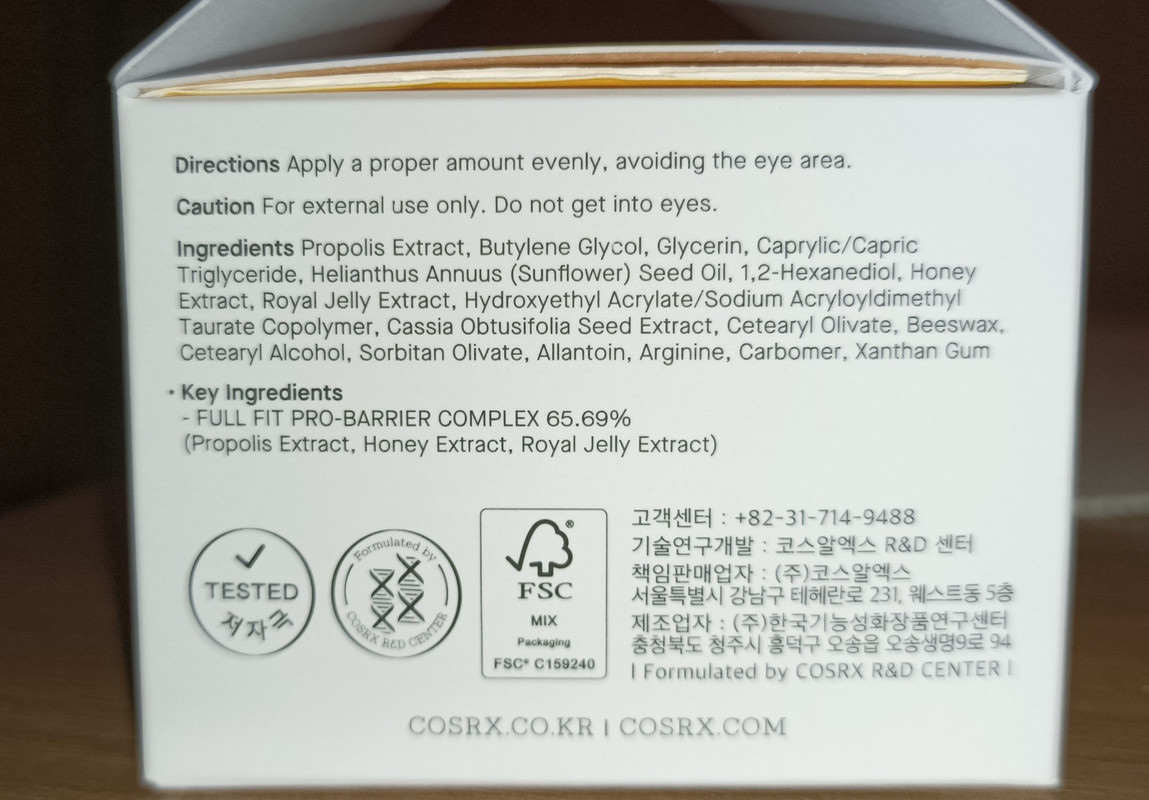 Directions Apply a proper amount evenly, avoiding the eye area.
Caution For external use only. Do not get into eyes.
Ingredients Propolis Extract, Butylene Glycol, Glycerin, Caprylic/Capric
Triglyceride, Helianthus Annuus (Sunflower) Seed Oil, 1,2-Hexanediol, Honey
Extract, Royal Jelly Extract, Hydroxyethyl Acrylate/Sodium Acryloyldimethyl
Taurate Copolymer, Cassia Obtusifolia Seed Extract, Cetearyl Olivate, Beeswax,
Cetearyl Alcohol, Sorbitan Olivate, Allantoin, Arginine, Carbomer, Xanthan Gum
· Key Ingredients
- FULL FIT PRO-BARRIER COMPLEX 65.69%
(Propolis Extract, Honey Extract, Royal Jelly Extract)
TESTED
저자극
Formulated by
COSRX R&D CENTER
®
FSC
MIX
Packaging
FSC® C159240
고객센터 : +82-31-714-9488
기술연구개발 : 코스알엑스 R&D 센터
책임판매업자 : (주)코스알엑스
서울특별시 강남구 테헤란로 231, 웨스트동 5층
제조업자 : (주)한국기능성화장품연구센터
충청북도 청주시 흥덕구 오송읍 오송생명9로 94
| Formulated by COSRX R&D CENTER |
COSRX.CO.KR | COSRX.COM